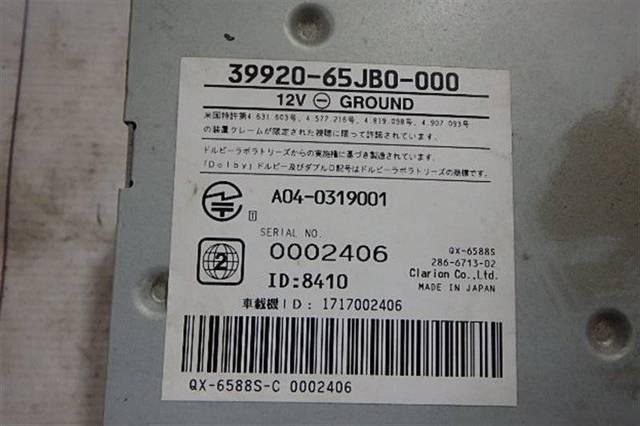 39920-65JB0-000
12V ⊖ GROUND
米国特許第4 631 603号, 4 577 216号, 4 819 098号, 4 907 093号
の装置クレームが限定された視聴に限って許諾されています.
ドルビーラボラトリーズからの実施権に基づき製造されています.
「Dolby」ドルビー及びダブルD記号はドルビーラボラトリーズの商標です.
A04-0319001
SERIAL NO.
0002406
QX-6588S
286-6713-02
2
ID:8410
Clarion Co.,Ltd.
MADE IN JAPAN
車載機ID: 1717002406
QX-6588S-C 0002406